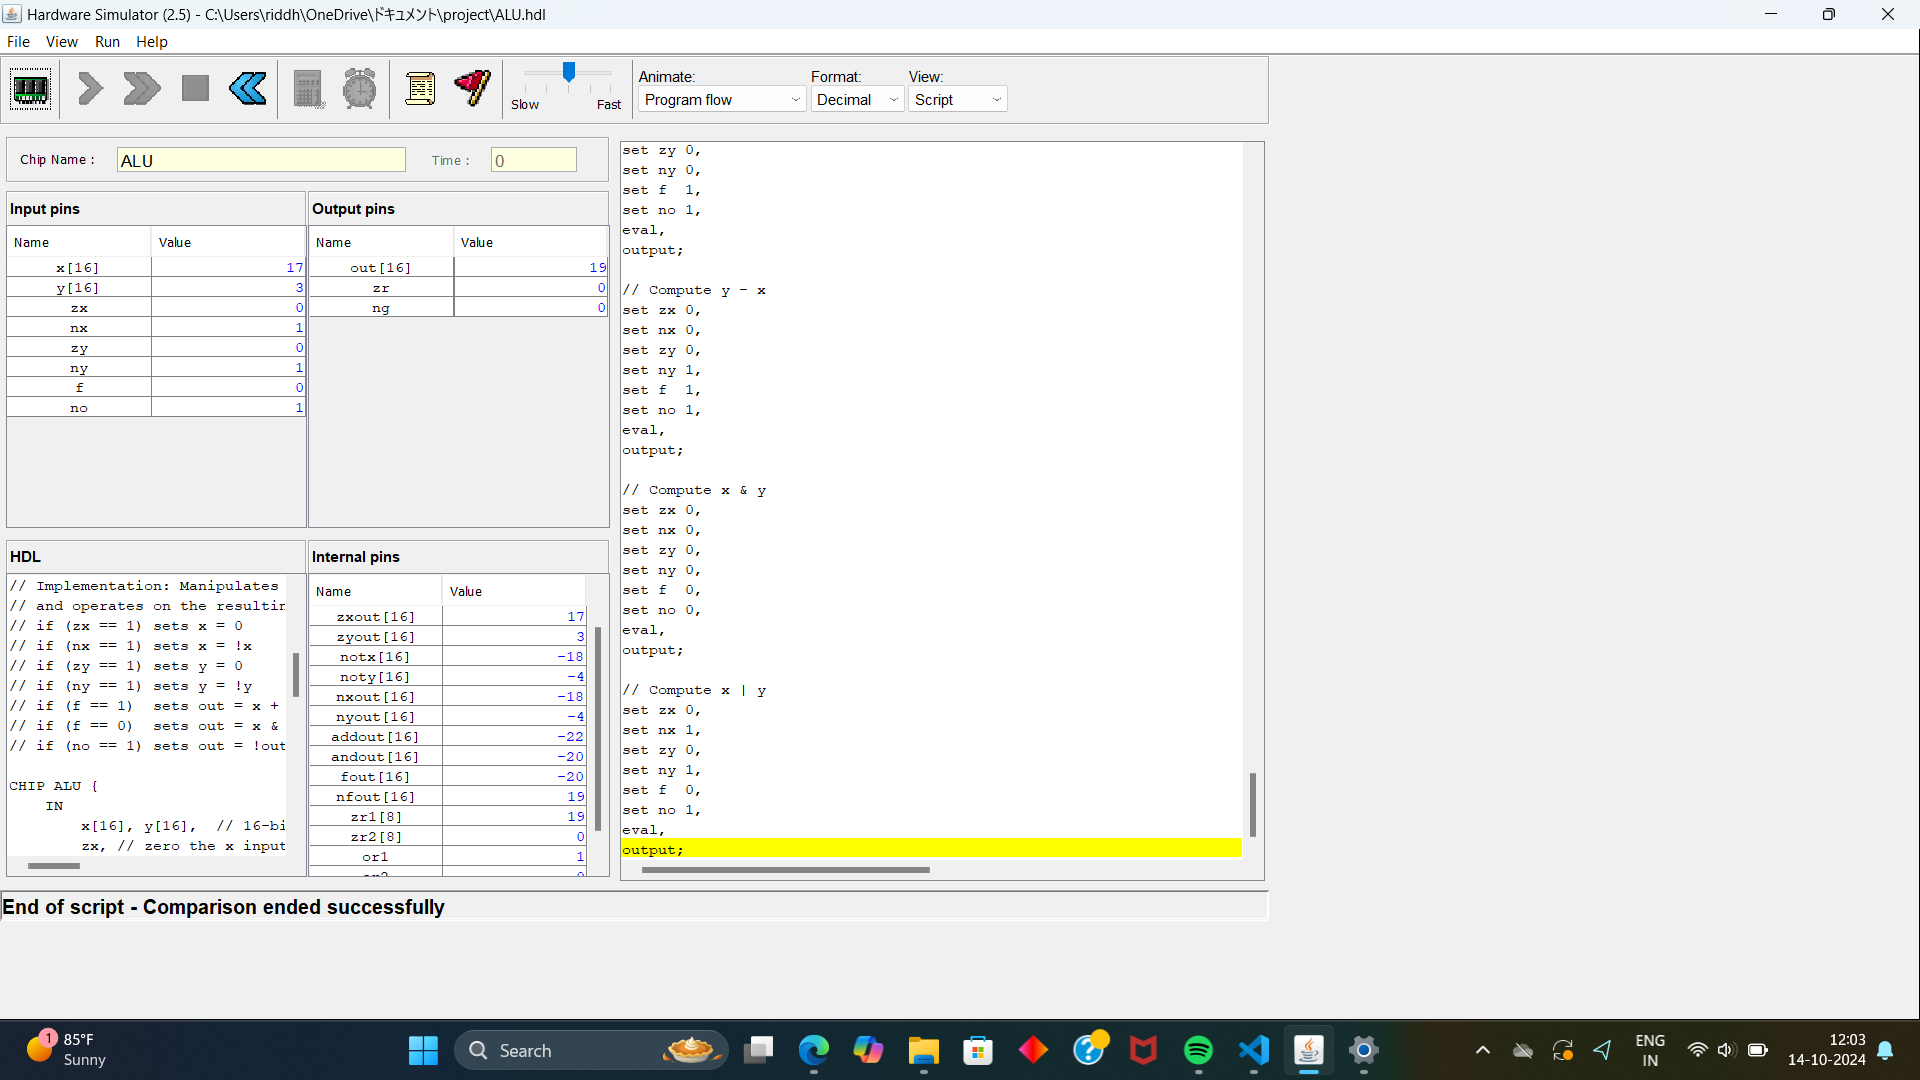 Hardware Simulator (2.5) - C:\Users\riddh\OneDrive\ドキュメント\project\ALU.hdl
File View Run Help
Slow Fast
Animate: Format: View:
Program flow Decimal Script
Chip Name : ALU Time : 0
Input pins
Name Value
x[16] 17
y[16] 3
zx 0
nx 1
zy 0
ny 1
f 0
no 1
Output pins
Name Value
out[16] 19
zr 0
ng 0
HDL
// Implementation: Manipulates
// and operates on the resultin
// if (zx == 1) sets x = 0
// if (nx == 1) sets x = !x
// if (zy == 1) sets y = 0
// if (ny == 1) sets y = !y
// if (f == 1)  sets out = x +
// if (f == 0)  sets out = x &
// if (no == 1) sets out = !out
CHIP ALU {
IN
x[16], y[16],  // 16-bi
zx, // zero the x input
Internal pins
Name Value
zxout[16] 17
zyout[16] 3
notx[16] -18
noty[16] -4
nxout[16] -18
nyout[16] -4
addout[16] -22
andout[16] -20
fout[16] -20
nfout[16] 19
zr1[8] 19
zr2[8] 0
or1 1
set zy 0,
set ny 0,
set f  1,
set no 1,
eval,
output;
// Compute y - x
set zx 0,
set nx 0,
set zy 0,
set ny 1,
set f  1,
set no 1,
eval,
output;
// Compute x & y
set zx 0,
set nx 0,
set zy 0,
set ny 0,
set f  0,
set no 0,
eval,
output;
// Compute x | y
set zx 0,
set nx 1,
set zy 0,
set ny 1,
set f  0,
set no 1,
eval,
output;
End of script - Comparison ended successfully
1
85°F
Sunny
Search
ENG
IN
12:03
14-10-2024